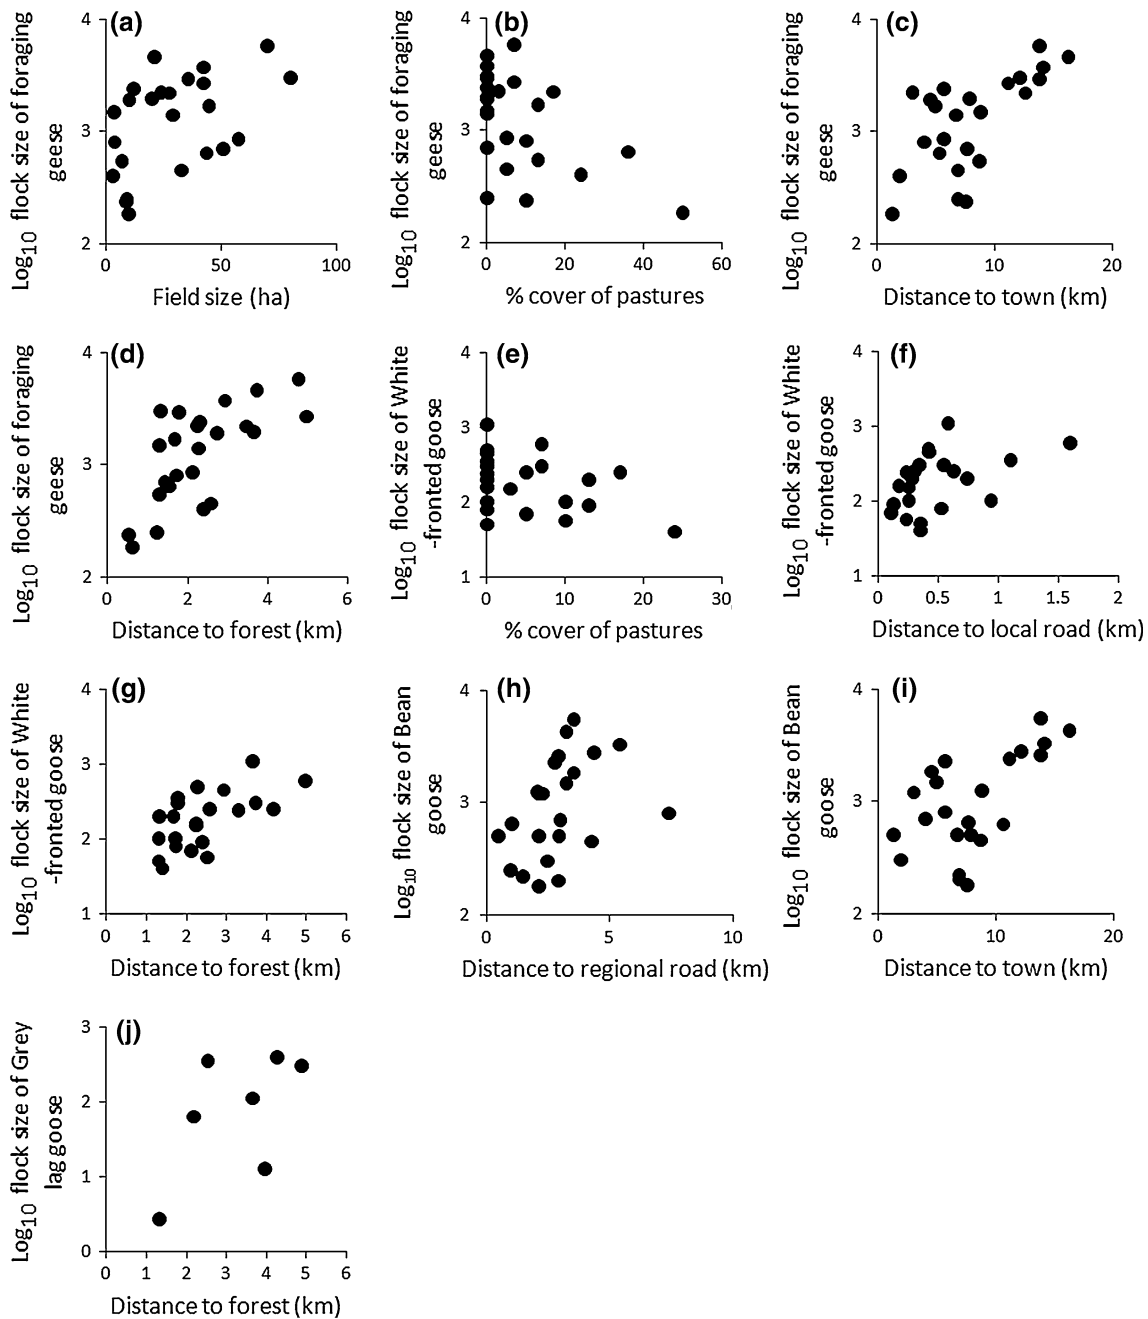 (a)
Log10 flock size of foraging
geese
4
3
2
0 50 100
Field size (ha)
(b)
Log10 flock size of foraging
geese
4
3
2
0 20 40 60
% cover of pastures
(c)
Log10 flock size of foraging
geese
4
3
2
0 10 20
Distance to town (km)
(d)
Log10 flock size of foraging
geese
4
3
2
0 2 4 6
Distance to forest (km)
(e)
Log10 flock size of White
-fronted goose
4
3
2
1
0 10 20 30
% cover of pastures
(f)
Log10 flock size of White
-fronted goose
4
3
2
1
0 0.5 1 1.5 2
Distance to local road (km)
(g)
Log10 flock size of White
-fronted goose
4
3
2
1
0 1 2 3 4 5 6
Distance to forest (km)
(h)
Log10 flock size of Bean
goose
4
3
2
0 5 10
Distance to regional road (km)
(i)
Log10 flock size of Bean
goose
4
3
2
0 10 20
Distance to town (km)
(j)
Log10 flock size of Grey
lag goose
3
2
1
0
0 1 2 3 4 5 6
Distance to forest (km)